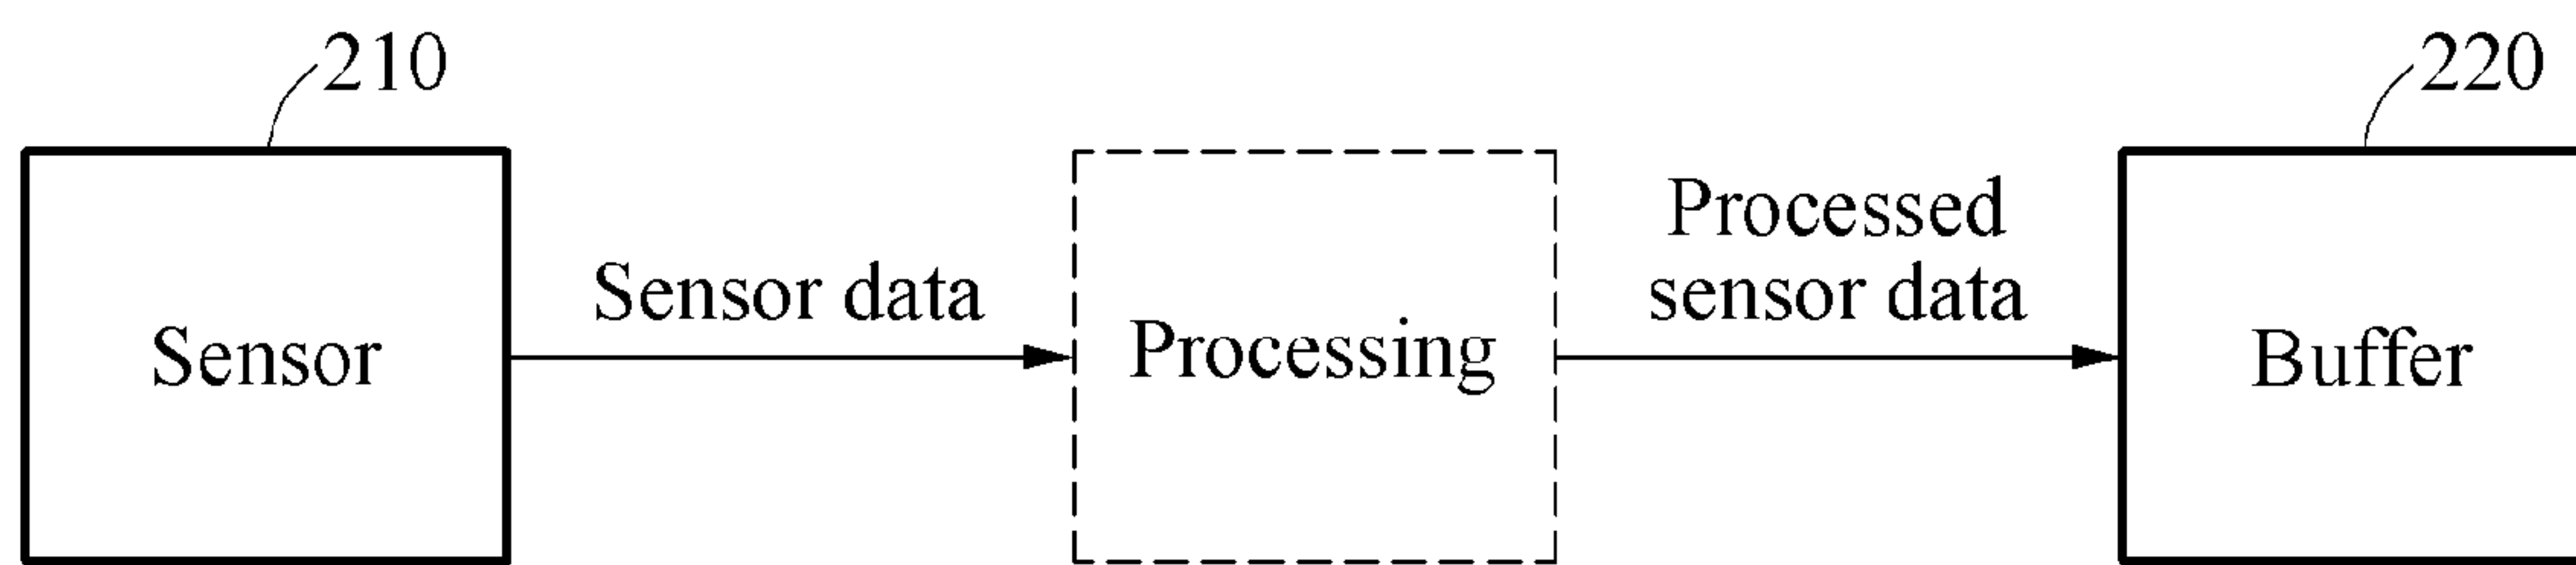 210
220
Sensor
Sensor data
Processing
Processed
sensor data
Buffer